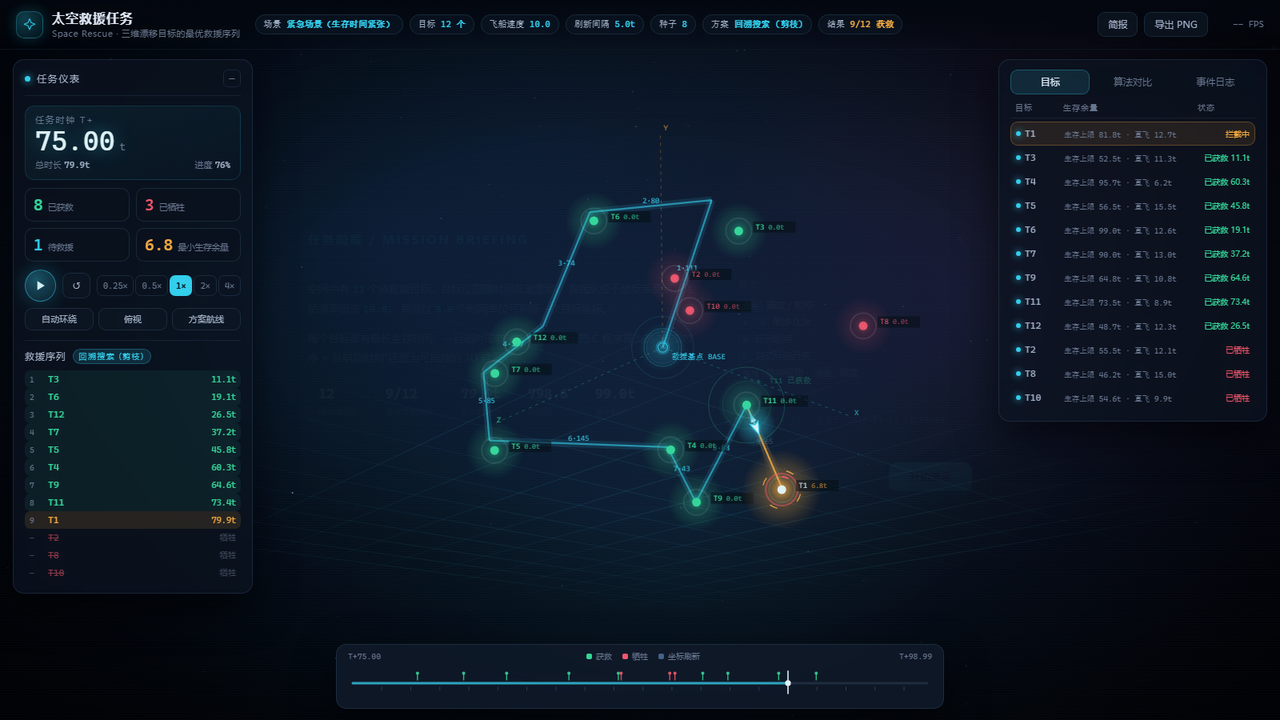 太空救援任务
Space Rescue · 三维漂移目标的最优救援序列
场景 紧急场景（生存时间紧张）
目标 12 个
飞船速度 10.0
刷新间隔 5.0t
种子 8
方案 回溯搜索（剪枝）
结果 9/12 获救
简报
导出 PNG
—— FPS
任务仪表
任务时钟 T+
75.00 t
总时长 79.9t
进度 76%
8 已获救
3 已牺牲
1 待救援
6.8 最小生存余量
0.25×
0.5×
1×
2×
4×
自动环绕
俯视
方案航线
救援序列 回溯搜索（剪枝）
1 T3 11.1t
2 T6 19.1t
3 T12 26.5t
4 T7 37.2t
5 T5 45.8t
6 T4 60.3t
7 T9 64.6t
8 T11 73.4t
9 T1 79.9t
— T2 牺牲
— T8 牺牲
— T10 牺牲
Y
2·80
T6 0.0t
T3 0.0t
3·74
T2 0.0t
T10 0.0t
T8 0.0t
任务简报 / MISSION BRIEFING
T12 0.0t
救援基点 BASE
T7 0.0t
T11 已获救
5·85
T11 0.0t
X
Z
6·145
T5 0.0t
T4 0.0t
7·43
T1 6.8t
T9 0.0t
目标
算法对比
事件日志
目标 生存余量 状态
T1 生存上限 81.8t · 直飞 12.7t 拦截中
T3 生存上限 52.5t · 直飞 11.3t 已获救 11.1t
T4 生存上限 95.7t · 直飞 6.2t 已获救 60.3t
T5 生存上限 56.5t · 直飞 15.5t 已获救 45.8t
T6 生存上限 99.0t · 直飞 12.6t 已获救 19.1t
T7 生存上限 90.0t · 直飞 13.0t 已获救 37.2t
T9 生存上限 64.8t · 直飞 10.8t 已获救 64.6t
T11 生存上限 73.5t · 直飞 8.9t 已获救 73.4t
T12 生存上限 48.7t · 直飞 12.3t 已获救 26.5t
T2 生存上限 55.5t · 直飞 12.1t 已牺牲
T8 生存上限 46.2t · 直飞 15.0t 已牺牲
T10 生存上限 54.6t · 直飞 9.9t 已牺牲
T+75.00
获救
牺牲
坐标刷新
T+98.99